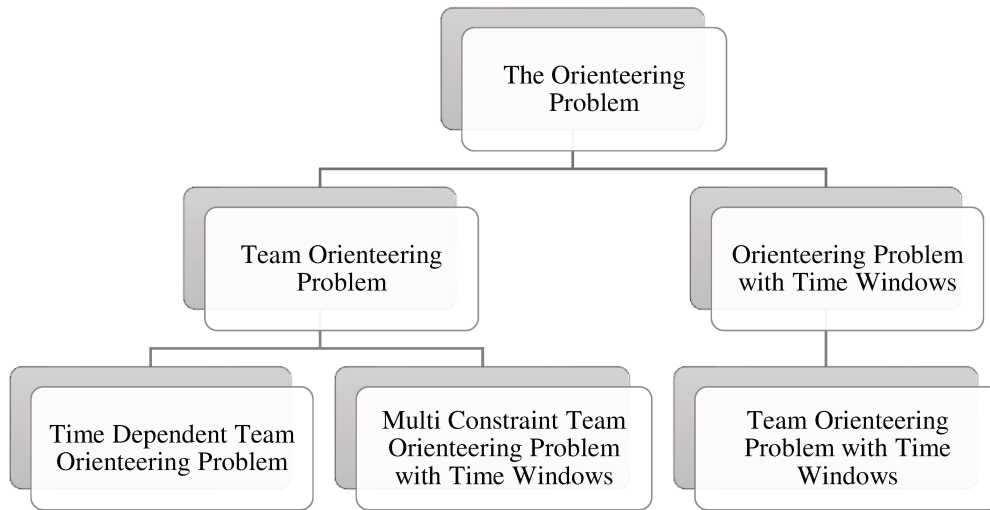 The Orienteering
Problem
Team Orienteering
Problem
Orienteering Problem
with Time Windows
Time Dependent Team
Orienteering Problem
Multi Constraint Team
Orienteering Problem
with Time Windows
Team Orienteering
Problem with Time
Windows